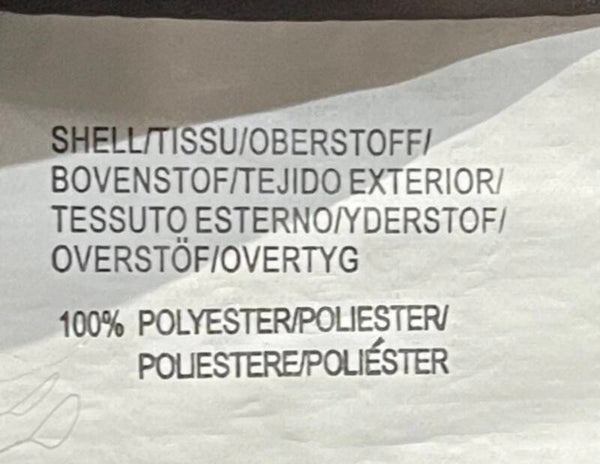 SHELL/TISSU/OBERSTOFF/
BOVENSTOF/TEJIDO EXTERIOR/
TESSUTO ESTERNO/YDERSTOF/
OVERSTÖF/OVERTYG
100% POLYESTER/POLIESTER/
POLIESTERE/POLIÉSTER